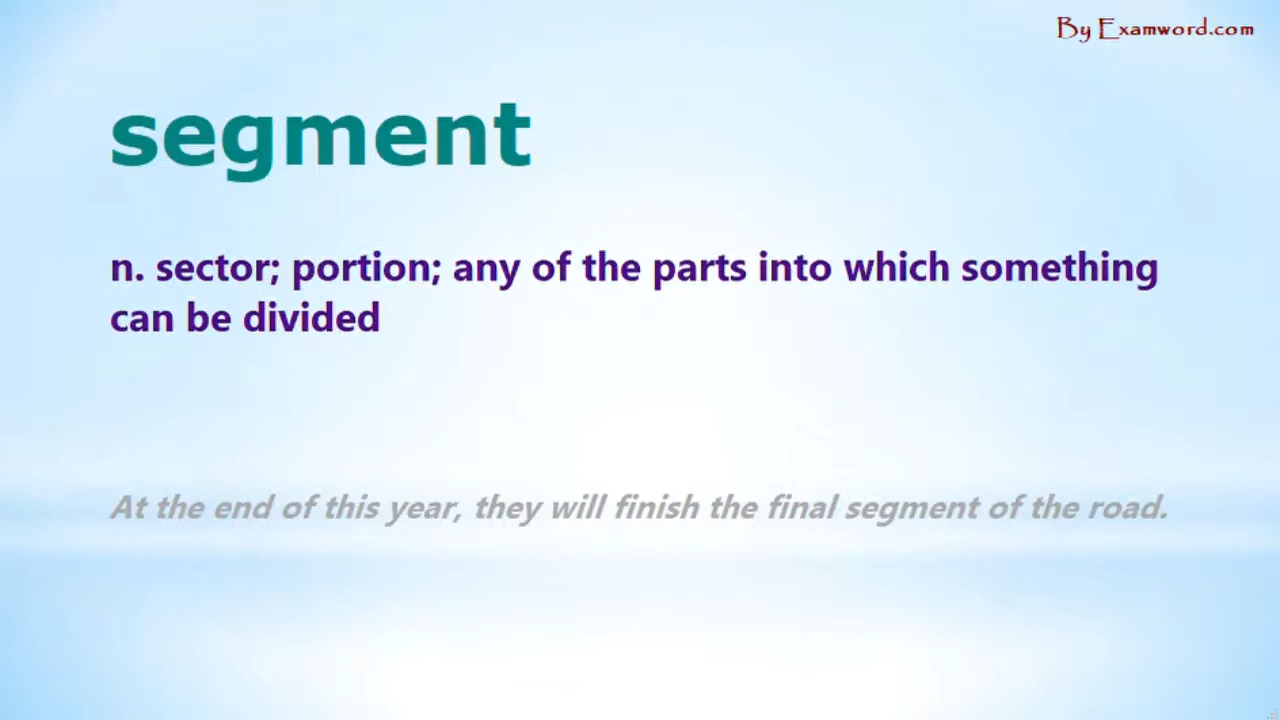 By Examword.com
segment
n. sector; portion; any of the parts into which something
can be divided
At the end of this year, they will finish the final segment of the road.